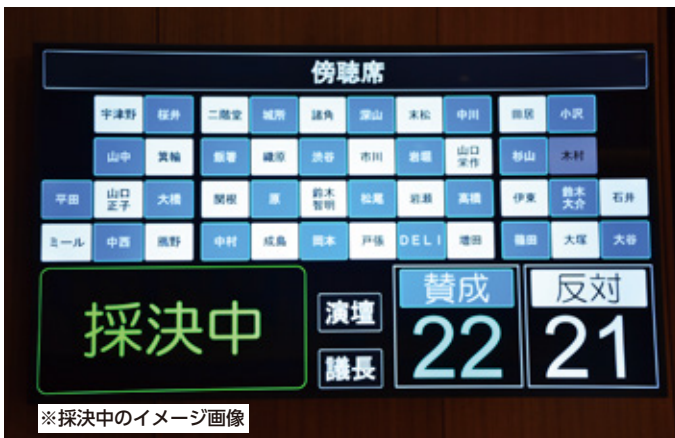 傍聴席
宇津野 桜井 二階堂 城所 諸角 深山 末松 中川 田居 小沢
山中 箕輪 飯箸 磯原 渋谷 市川 岩堀 山口栄作 杉山 木村
平田 山口正子 大橋 関根 原 鈴木智明 松尾 岩瀬 高橋 伊東 鈴木大介 石井
ミール 中西 黒野 中村 成島 岡本 戸張 DELI 増田 篠田 大塚 大谷
採決中 演壇 議長 賛成 22 反対 21
※採決中のイメージ画像